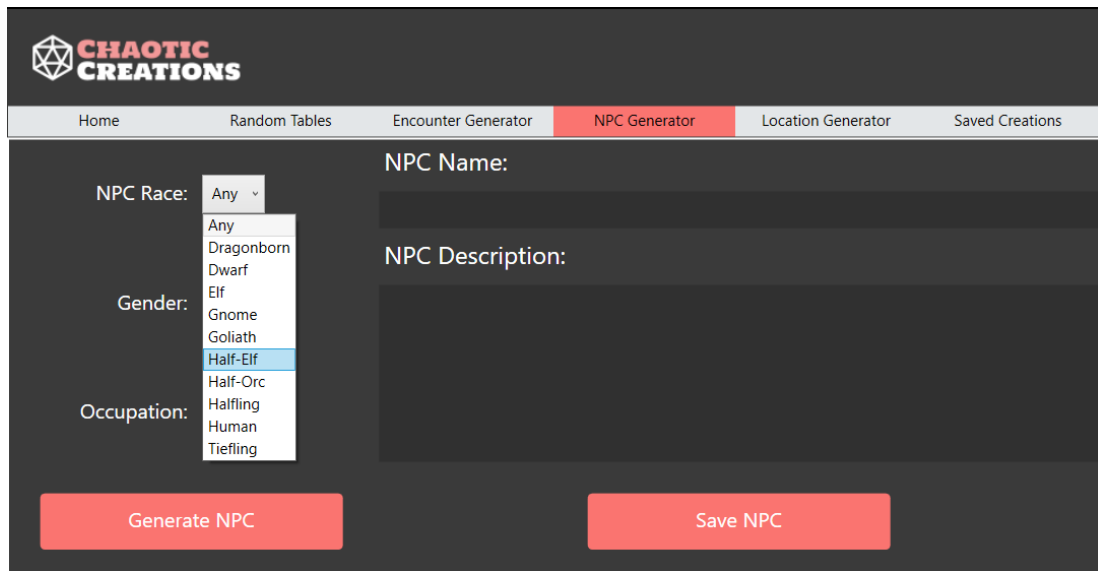 CHAOTIC
CREATIONS
Home Random Tables Encounter Generator NPC Generator Location Generator Saved Creations
NPC Race:
Any
Any
Dragonborn
Dwarf
Elf
Gnome
Goliath
Half-Elf
Half-Orc
Halfling
Human
Tiefling
Gender:
Occupation:
NPC Name:
NPC Description:
Generate NPC
Save NPC